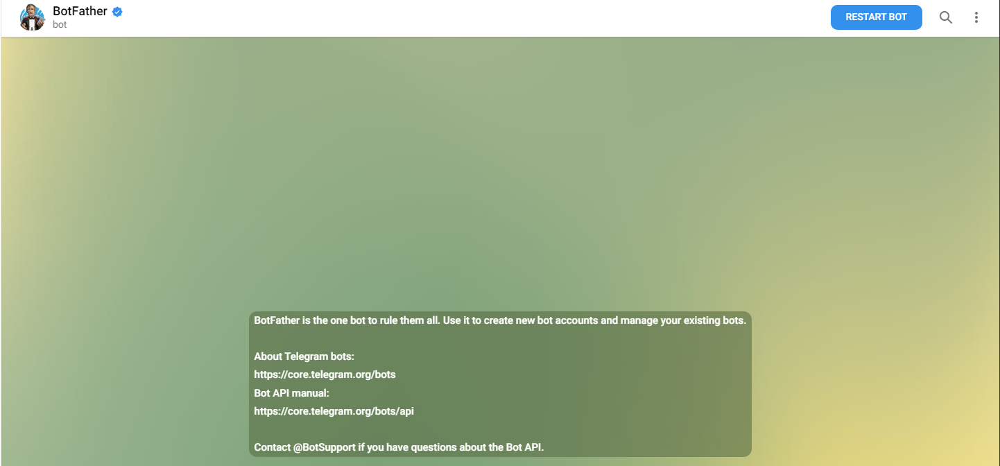 BotFather
bot
RESTART BOT
BotFather is the one bot to rule them all. Use it to create new bot accounts and manage your existing bots.
About Telegram bots:
https://core.telegram.org/bots
Bot API manual:
https://core.telegram.org/bots/api
Contact @BotSupport if you have questions about the Bot API.